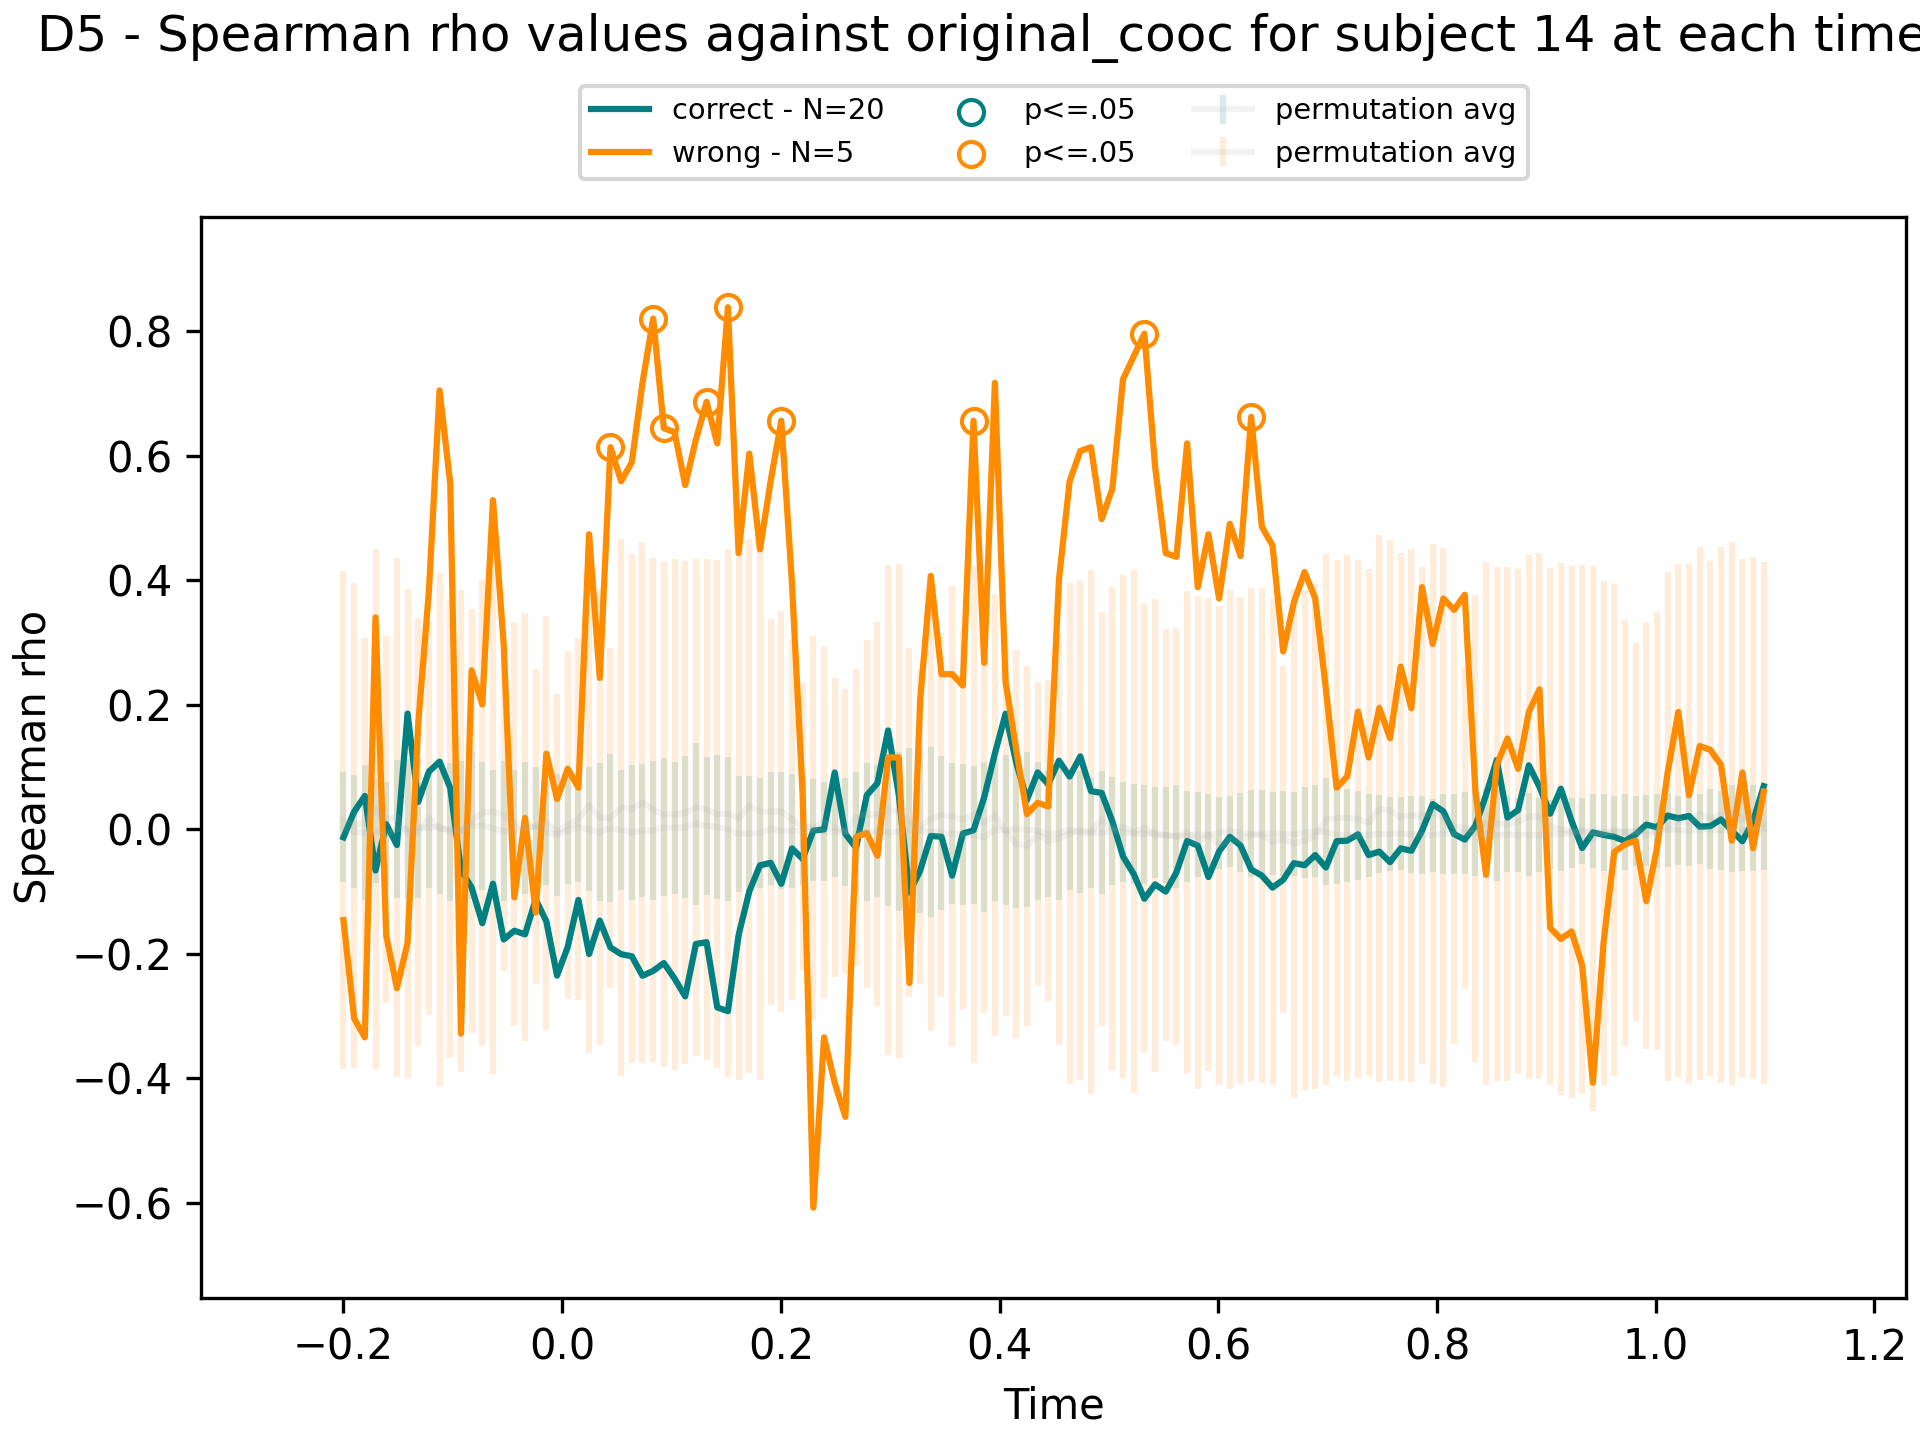 D5 - Spearman rho values against original_cooc for subject 14 at each time
correct - N=20 p<=.05 permutation avg
wrong - N=5 p<=.05 permutation avg
Spearman rho
0.8
0.6
0.4
0.2
0.0
−0.2
−0.4
−0.6
−0.2 0.0 0.2 0.4 0.6 0.8 1.0 1.2
Time